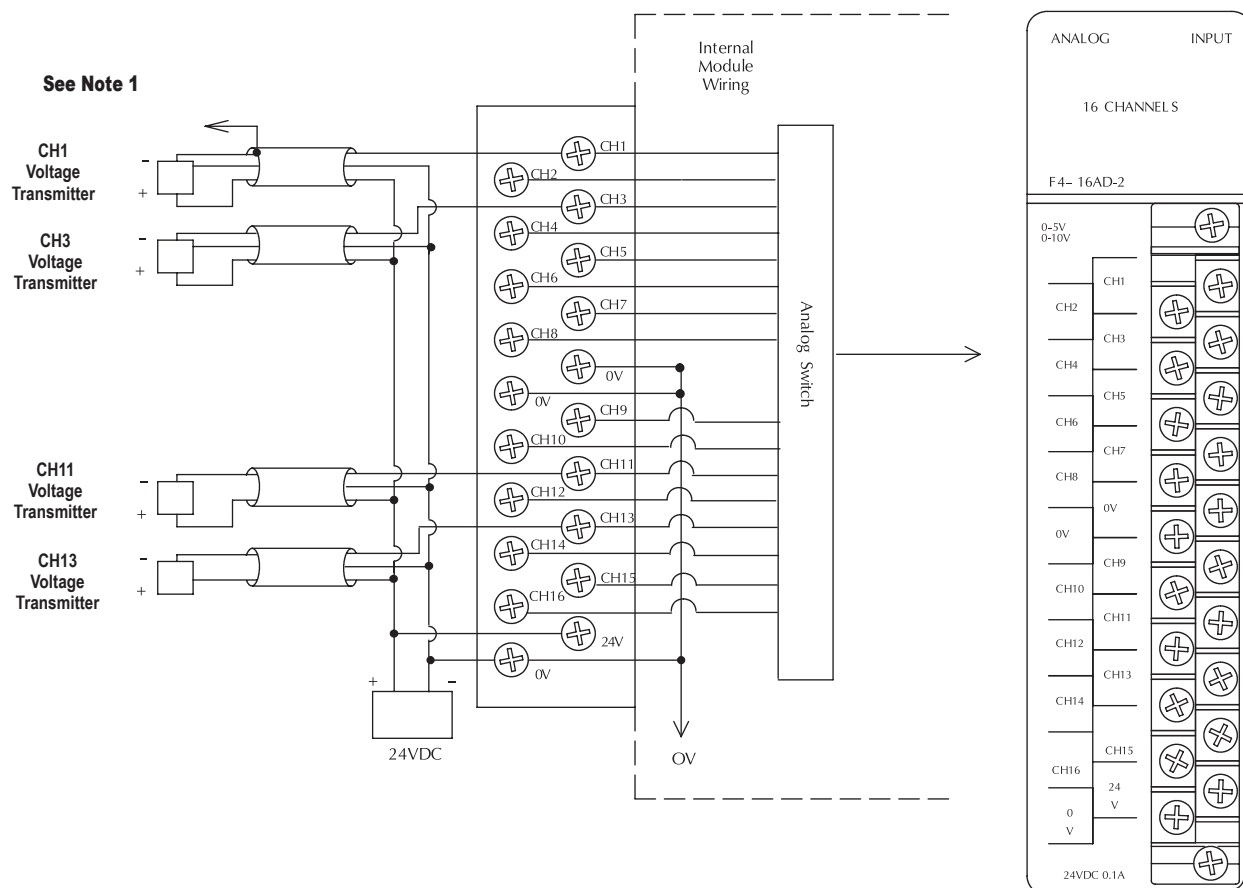 See Note 1
CH1
Voltage
Transmitter
-
+
CH3
Voltage
Transmitter
-
+
CH11
Voltage
Transmitter
-
+
CH13
Voltage
Transmitter
-
+
Internal
Module
Wiring
CH1
CH2
CH3
CH4
CH5
CH6
CH7
CH8
0V
0V
CH9
CH10
CH11
CH12
CH13
CH14
CH15
CH16
24V
0V
+ -
24VDC
OV
Analog Switch
ANALOG INPUT
16 CHANNELS
F4-16AD-2
0-5V
0-10V
CH1
CH2
CH3
CH4
CH5
CH6
CH7
CH8
0V
0V
CH9
CH10
CH11
CH12
CH13
CH14
CH15
CH16
24
V
0
V
24VDC 0.1A